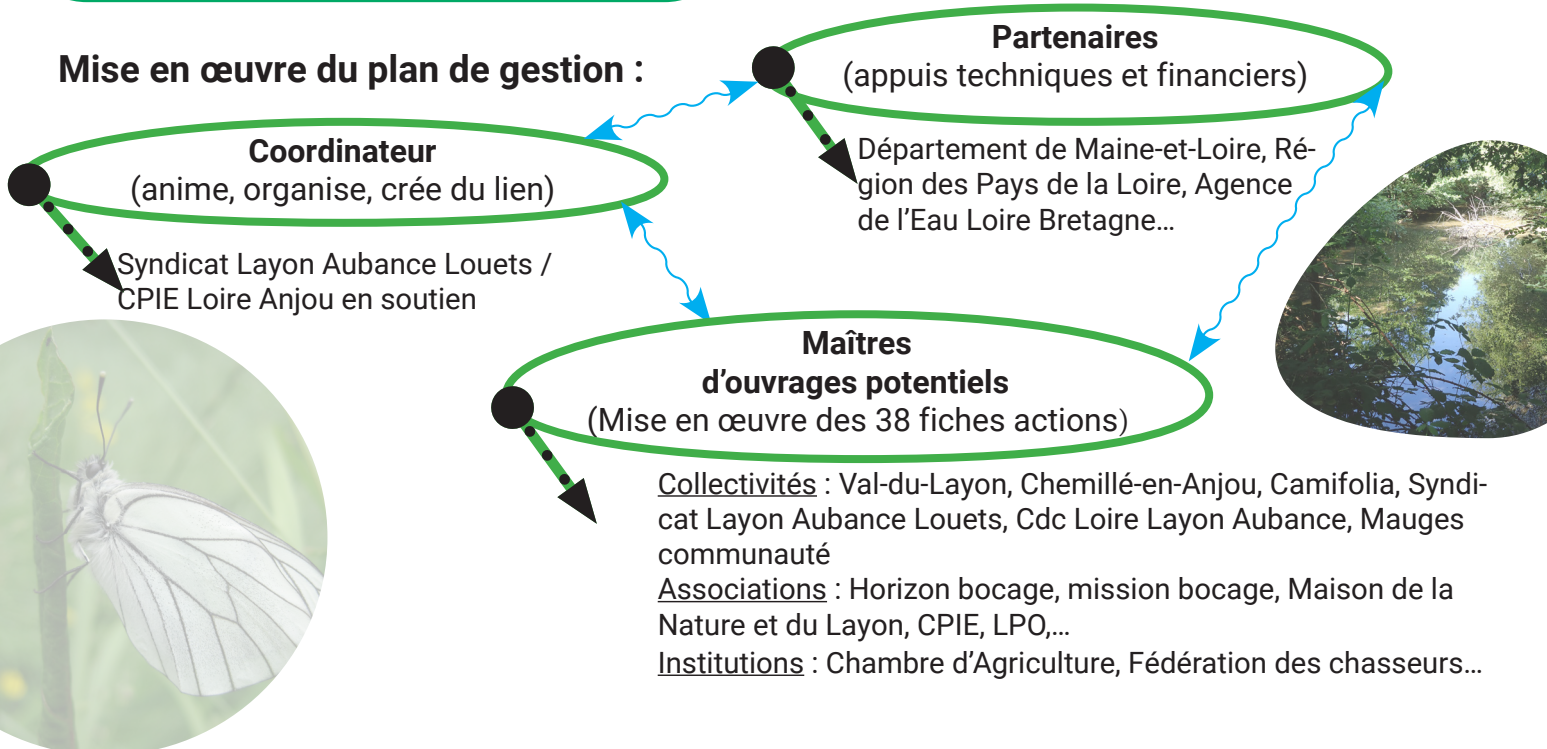 Mise en œuvre du plan de gestion :
Partenaires
(appuis techniques et financiers)
Département de Maine-et-Loire, Ré-
gion des Pays de la Loire, Agence
de l’Eau Loire Bretagne…
Coordinateur
(anime, organise, crée du lien)
Syndicat Layon Aubance Louets /
CPIE Loire Anjou en soutien
Maîtres
d'ouvrages potentiels
(Mise en œuvre des 38 fiches actions)
Collectivités : Val-du-Layon, Chemillé-en-Anjou, Camifolia, Syndi-
cat Layon Aubance Louets, Cdc Loire Layon Aubance, Mauges
communauté
Associations : Horizon bocage, mission bocage, Maison de la
Nature et du Layon, CPIE, LPO,…
Institutions : Chambre d’Agriculture, Fédération des chasseurs…